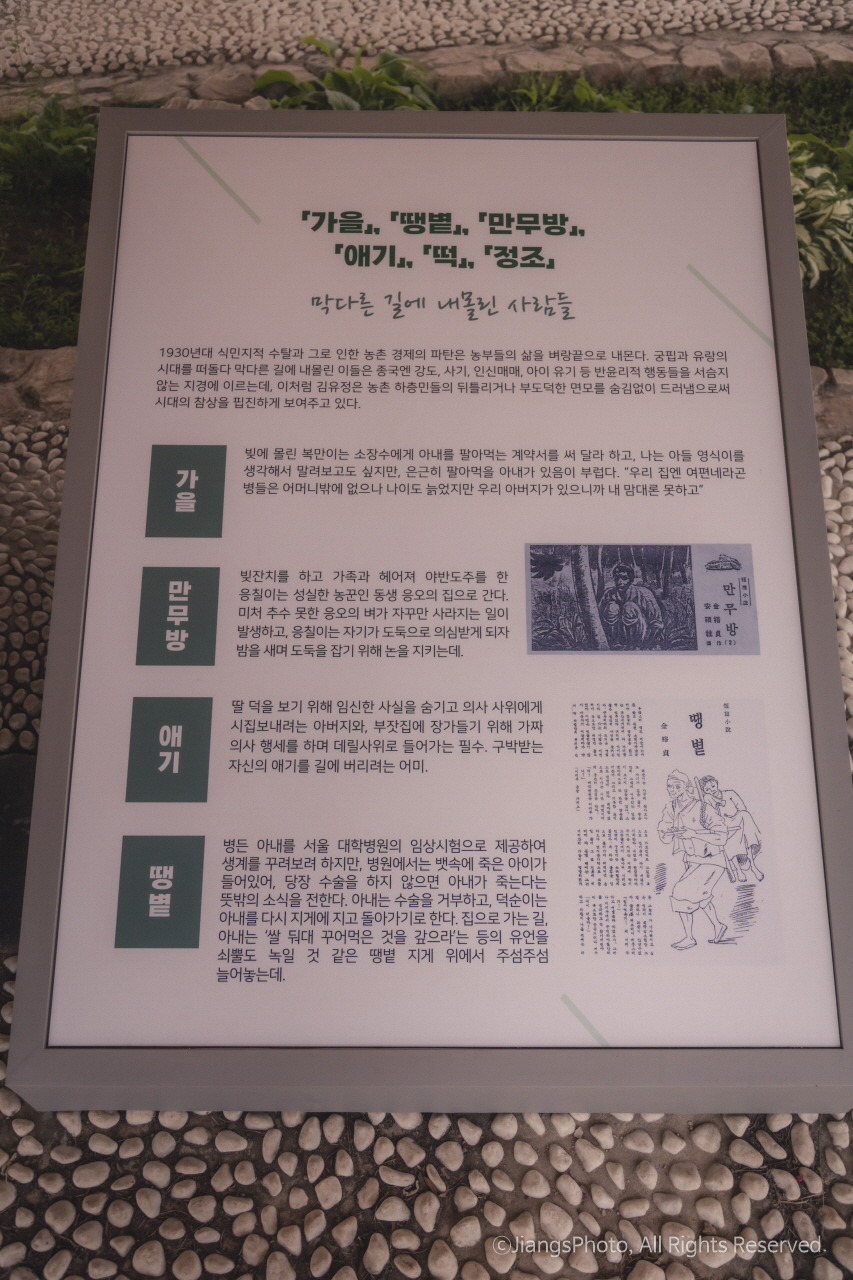 「가을」, 「땡볕」, 「만무방」,
「애기」, 「떡」, 「정조」
막다른 길에 내몰린 사람들
1930년대 식민지적 수탈과 그로 인한 농촌 경제의 파탄은 농부들의 삶을 벼랑끝으로 내몬다. 궁핍과 유랑의
시대를 떠돌다 막다른 길에 내몰린 이들은 종국엔 강도, 사기, 인신매매, 아이 유기 등 반윤리적 행동들을 서슴지
않는 지경에 이르는데, 이처럼 김유정은 농촌 하층민들의 뒤틀리거나 부도덕한 면모를 숨김없이 드러냄으로써
시대의 참상을 핍진하게 보여주고 있다.
가을
빚에 몰린 복만이는 소장수에게 아내를 팔아먹는 계약서를 써 달라 하고, 나는 아들 영식이를
생각해서 말려보고도 싶지만, 은근히 팔아먹을 아내가 있음이 부럽다. "우리 집엔 여편네라곤
병들은 어머니밖에 없으나 나이도 늙었지만 우리 아버지가 있으니까 내 맘대론 못하고"
만무방
빚잔치를 하고 가족과 헤어져 야반도주를 한
응칠이는 성실한 농꾼인 동생 응오의 집으로 간다.
미처 추수 못한 응오의 벼가 자꾸만 사라지는 일이
발생하고, 응칠이는 자기가 도둑으로 의심받게 되자
밤을 새며 도둑을 잡기 위해 논을 지키는데.
만무방
金裕貞 作
安碩柱 畵
애기
딸 덕을 보기 위해 임신한 사실을 숨기고 의사 사위에게
시집보내려는 아버지와, 부잣집에 장가들기 위해 가짜
의사 행세를 하며 데릴사위로 들어가는 필수. 구박받는
자신의 애기를 길에 버리려는 어미.
땡볕
金裕貞
땡볕
병든 아내를 서울 대학병원의 임상시험으로 제공하여
생계를 꾸려보려 하지만, 병원에서는 뱃속에 죽은 아이가
들어있어, 당장 수술을 하지 않으면 아내가 죽는다는
뜻밖의 소식을 전한다. 아내는 수술을 거부하고, 덕순이는
아내를 다시 지게에 지고 돌아가기로 한다. 집으로 가는 길,
아내는 '쌀 둬대 꾸어먹은 것을 갚으라'는 등의 유언을
쇠뿔도 녹일 것 같은 땡볕 지게 위에서 주섬주섬
늘어놓는데.
©JiangsPhoto, All Rights Reserved.